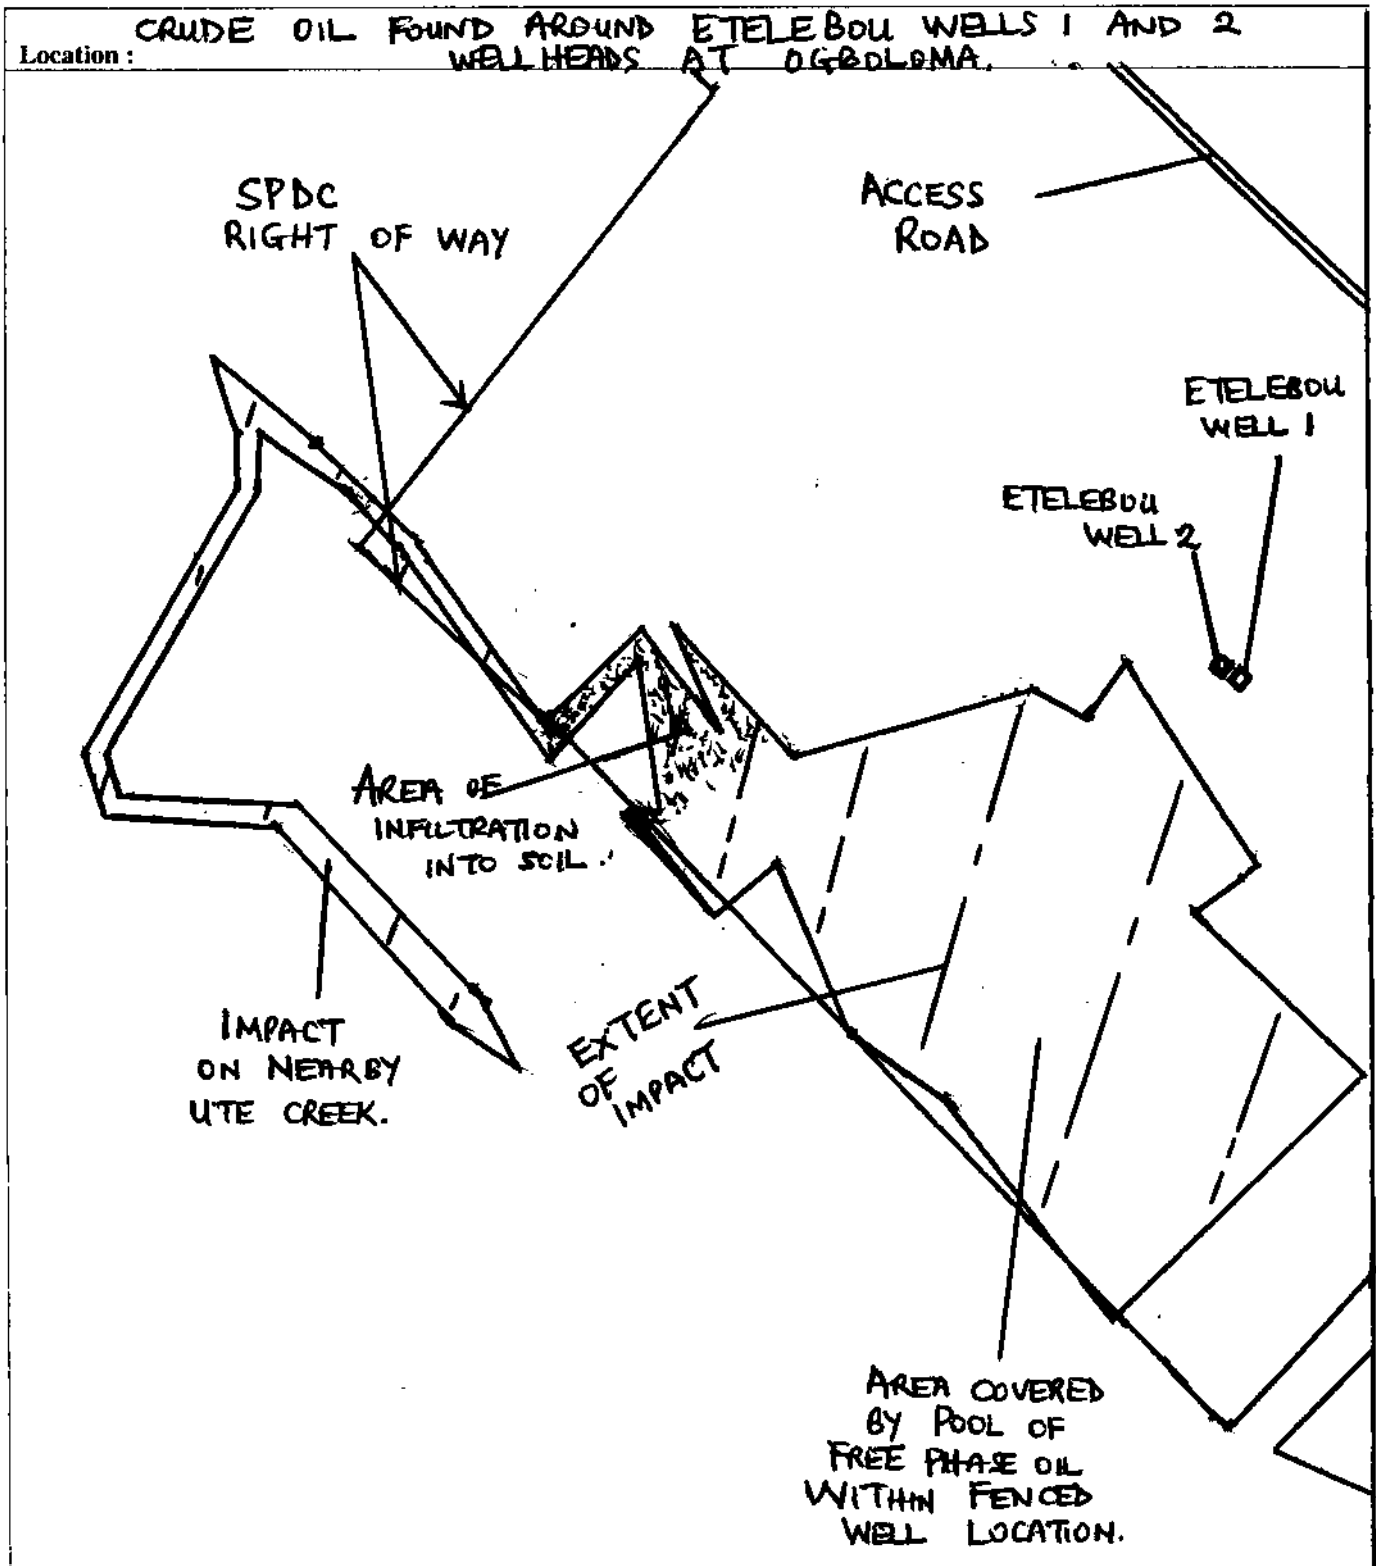 CRUDE OIL FOUND AROUND ETELEBOU WELLS 1 AND 2
Location : WELLHEADS AT OGBOLOMA.
SPDC
RIGHT OF WAY
ACCESS
ROAD
ETELEBOU
WELL 1
ETELEBOU
WELL 2
AREA OF
INFILTRATION
INTO SOIL.
IMPACT
ON NEARBY
UTE CREEK.
EXTENT
OF
IMPACT
AREA COVERED
BY POOL OF
FREE PHASE OIL
WITHIN FENCED
WELL LOCATION.